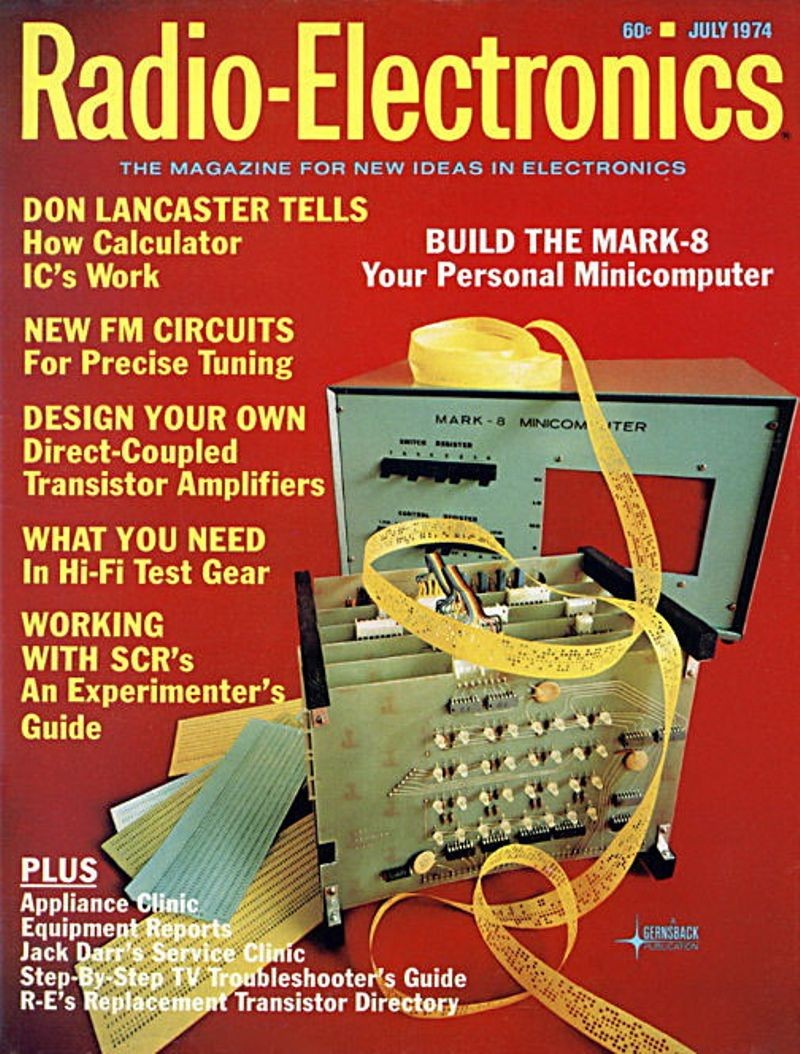 60¢ JULY 1974
Radio-Electronics
THE MAGAZINE FOR NEW IDEAS IN ELECTRONICS
DON LANCASTER TELLS
How Calculator
IC's Work
BUILD THE MARK-8
Your Personal Minicomputer
NEW FM CIRCUITS
For Precise Tuning
DESIGN YOUR OWN
Direct-Coupled
Transistor Amplifiers
WHAT YOU NEED
In Hi-Fi Test Gear
WORKING
WITH SCR's
An Experimenter's
Guide
MARK-8 MINICOMPUTER
SWITCH REGISTER
CONTROL REGISTER
PLUS
Appliance Clinic
Equipment Reports
Jack Darr's Service Clinic
Step-By-Step TV Troubleshooter's Guide
R-E's Replacement Transistor Directory
A
GERNSBACK
PUBLICATION